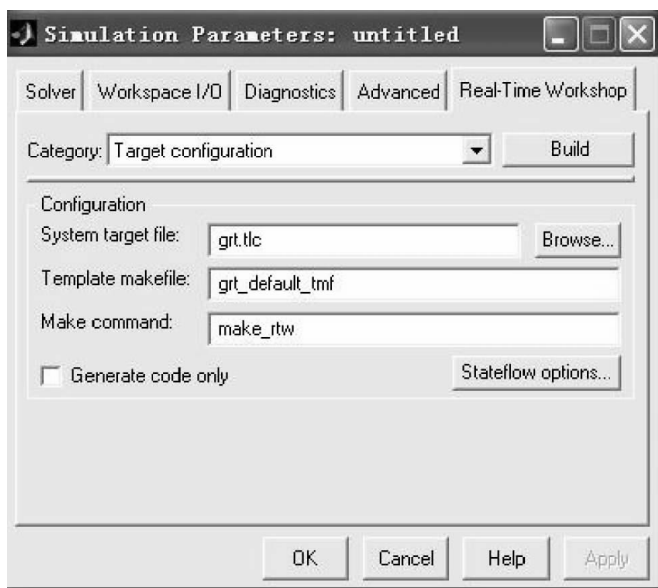 Simulation Parameters: untitled
Solver Workspace I/O Diagnostics Advanced Real-Time Workshop
Category: Target configuration Build
Configuration
System target file: grt.tlc Browse...
Template makefile: grt_default_tmf
Make command: make_rtw
Generate code only Stateflow options...
OK Cancel Help Apply